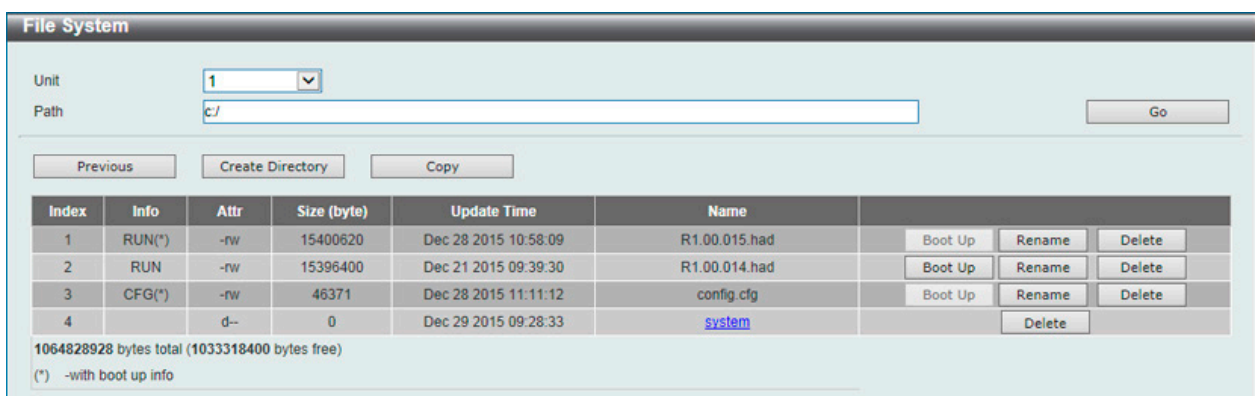 File System
Unit 1
Path c:/ Go
Previous Create Directory Copy
Index Info Attr Size (byte) Update Time Name
1 RUN(*) -rw 15400620 Dec 28 2015 10:58:09 R1.00.015.had Boot Up Rename Delete
2 RUN -rw 15396400 Dec 21 2015 09:39:30 R1.00.014.had Boot Up Rename Delete
3 CFG(*) -rw 46371 Dec 28 2015 11:11:12 config.cfg Boot Up Rename Delete
4 d-- 0 Dec 29 2015 09:28:33 system Delete
1064828928 bytes total (1033318400 bytes free)
(*) -with boot up info